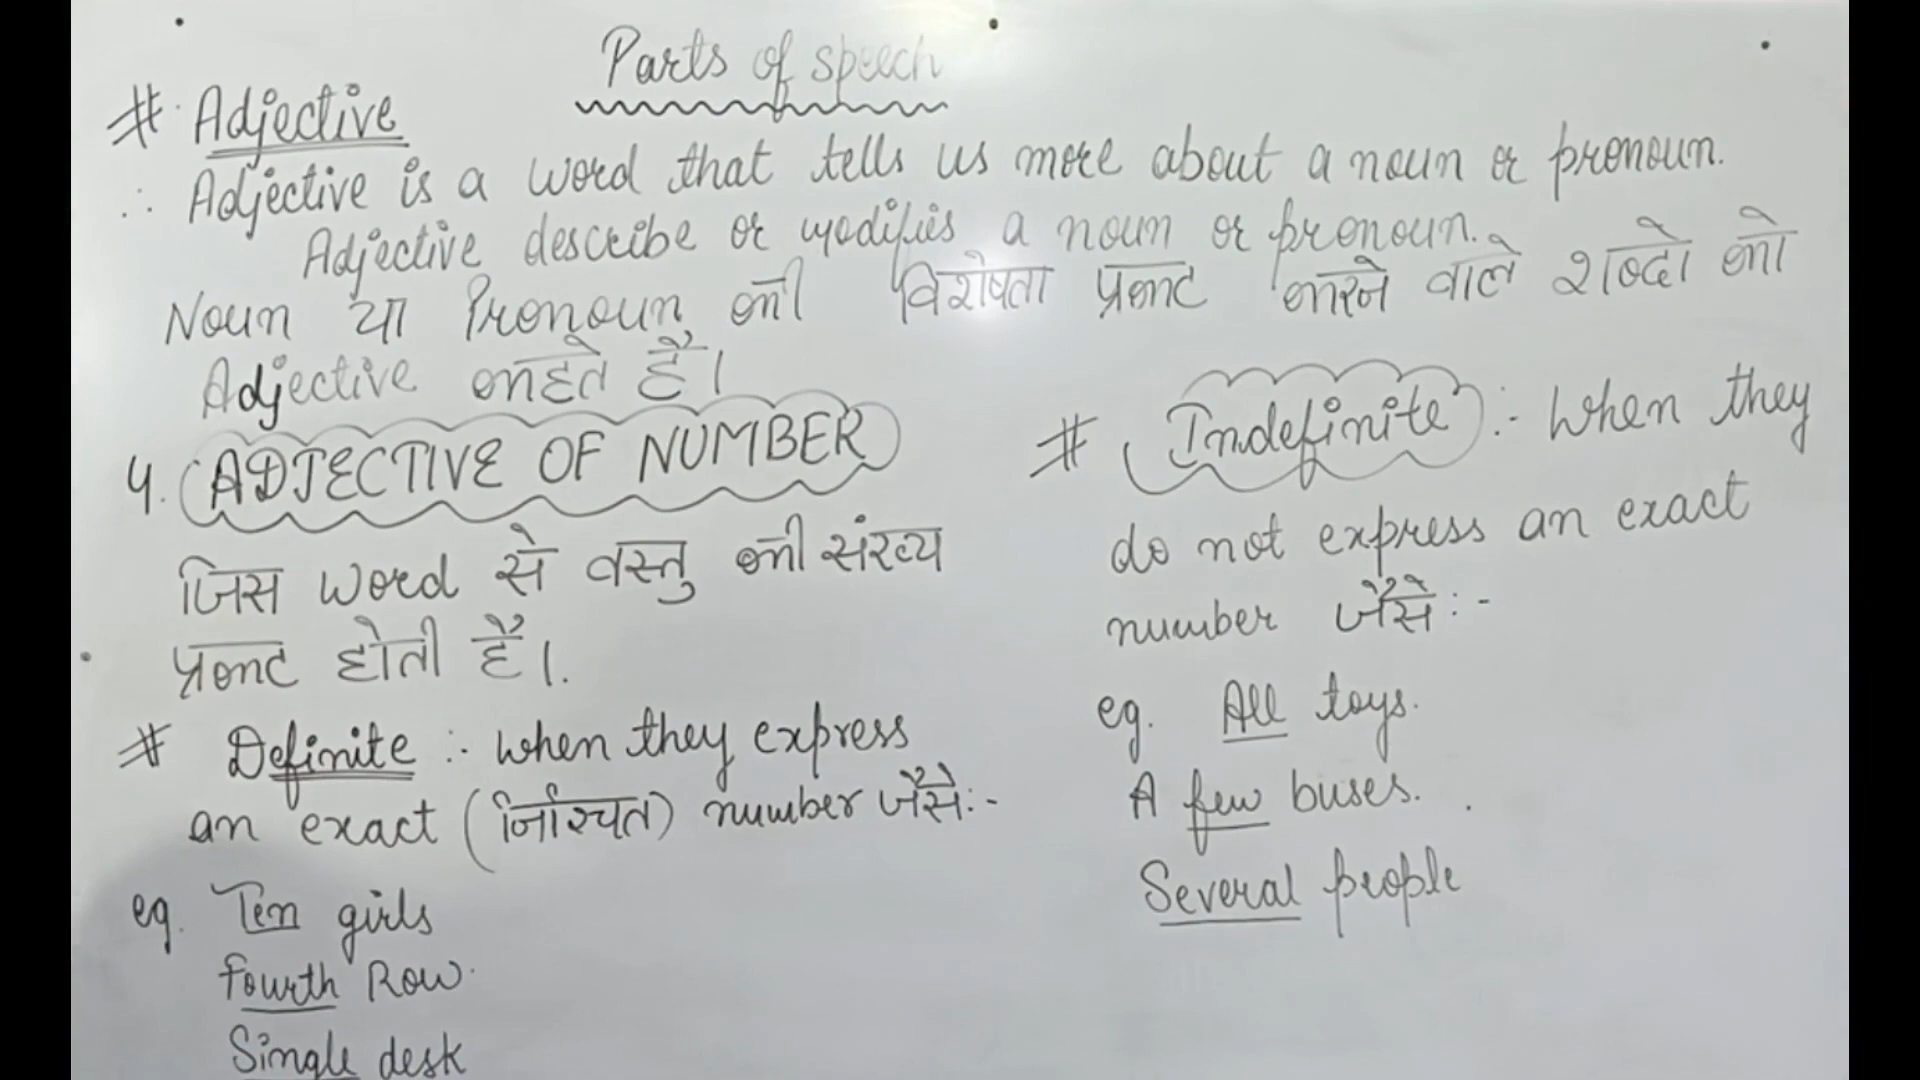 Parts of speech
# Adjective
∴ Adjective is a word that tells us more about a noun or pronoun.
Adjective describe or modifies a noun or pronoun.
Noun या Pronoun की विशेषता प्रकट करने वाले शब्दो को
Adjective कहते हैं।
4. ADJECTIVE OF NUMBER
जिस word से वस्तु की संख्य
प्रकट होती हैं।.
# Definite :- when they express
an exact (निश्चित) number जैसे:-
eg. Ten girls
fourth Row.
Single desk
# Indefinite :- When they
do not express an exact
number जैसे:-
eg. All toys.
A few buses.
Several people